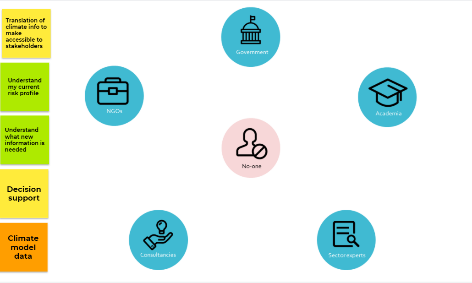 Translation of
climate info to
make
accessible to
stakeholders
Understand
my current
risk profile
Understand
what new
information is
needed
Decision
support
Climate
model
data
Government
NGOs
Academia
No-one
Consultancies
Sector experts